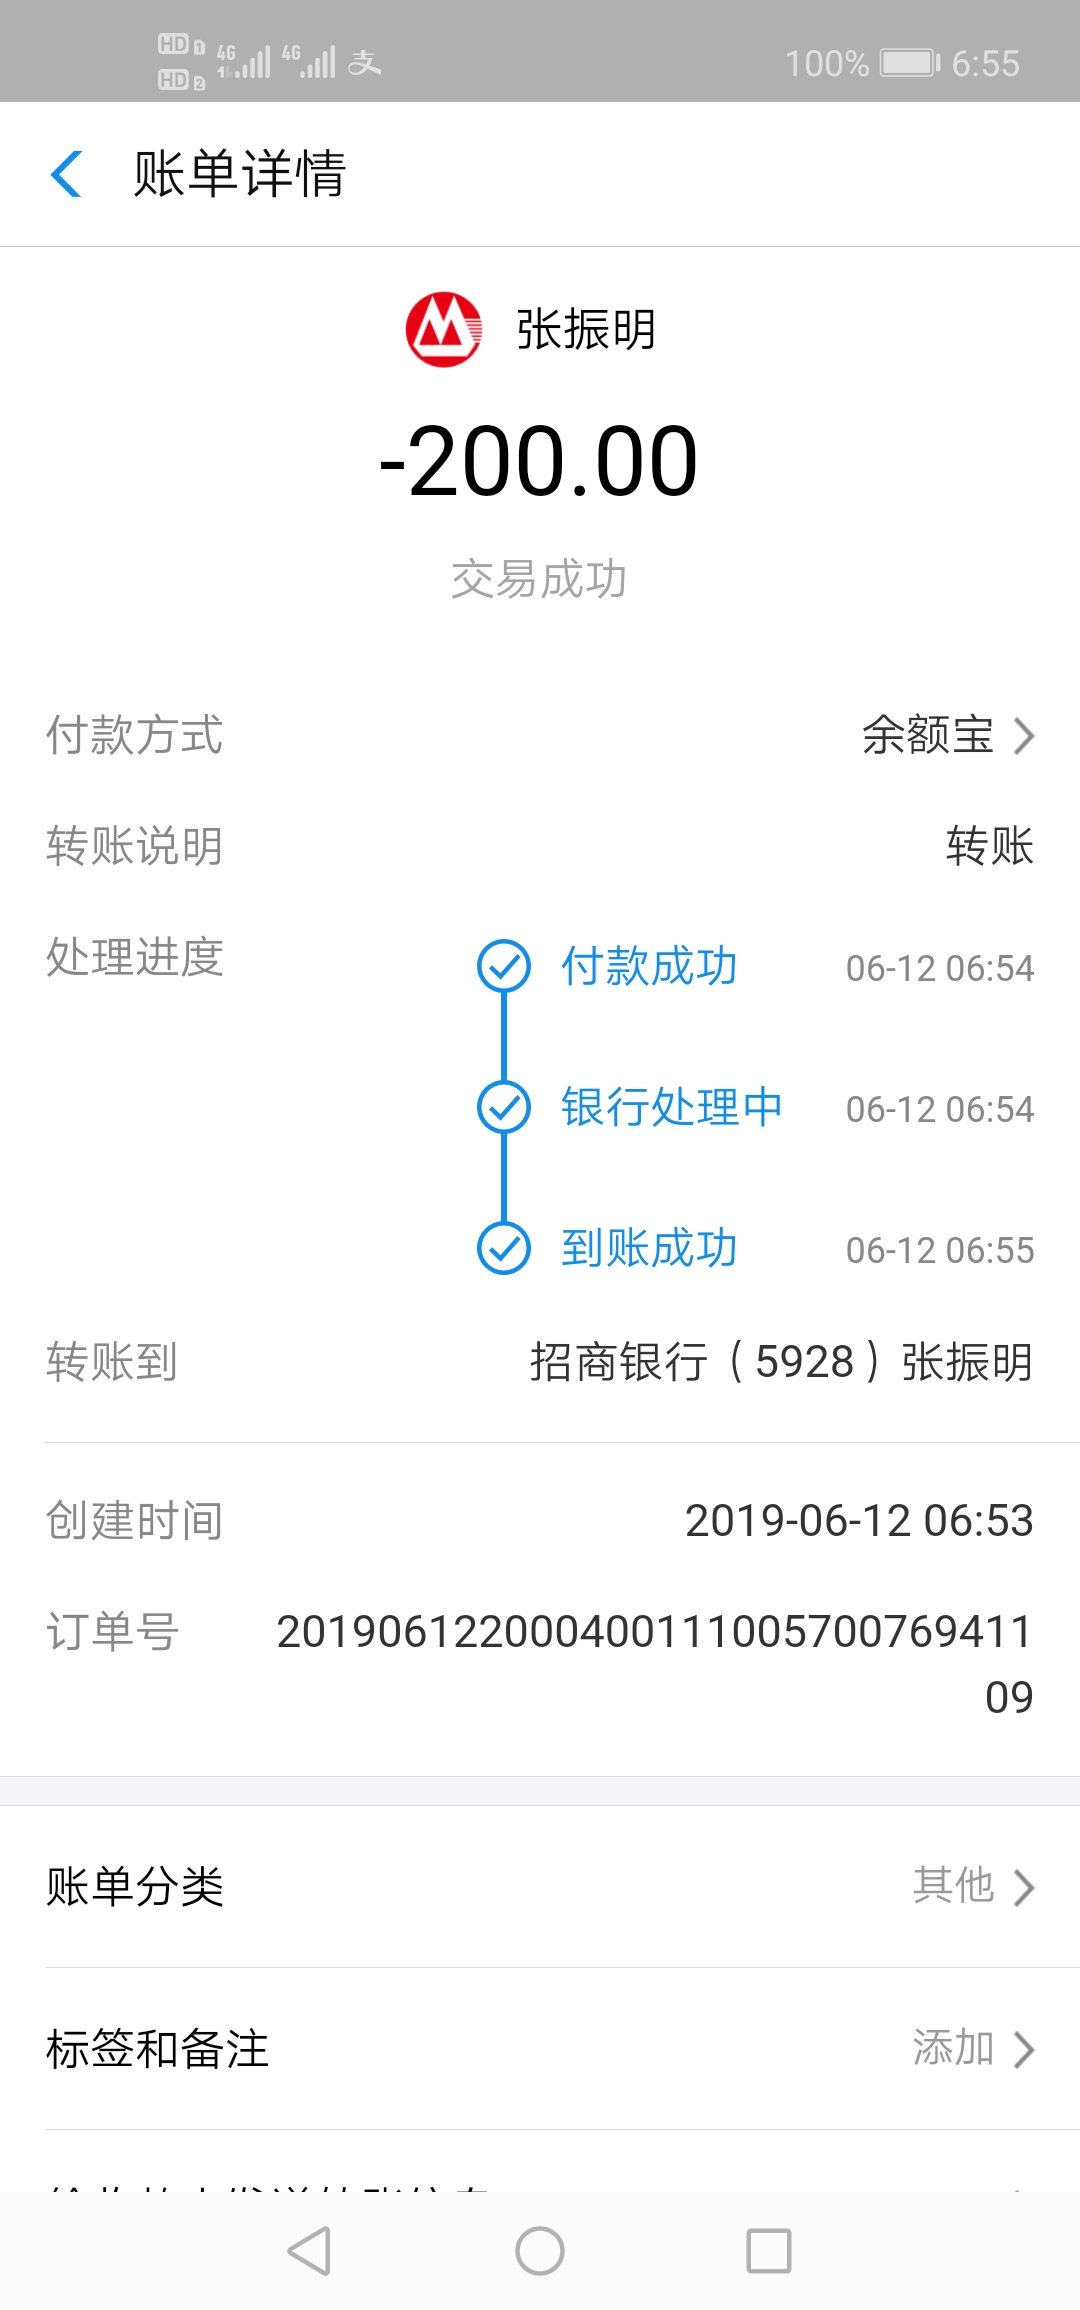 HD 1 4G 4G 支 100% 6:55
HD 2
账单详情
张振明
-200.00
交易成功
付款方式 余额宝
转账说明 转账
处理进度 付款成功 06-12 06:54
银行处理中 06-12 06:54
到账成功 06-12 06:55
转账到 招商银行（5928）张振明
创建时间 2019-06-12 06:53
订单号 201906122000400111005700769411
09
账单分类 其他
标签和备注 添加